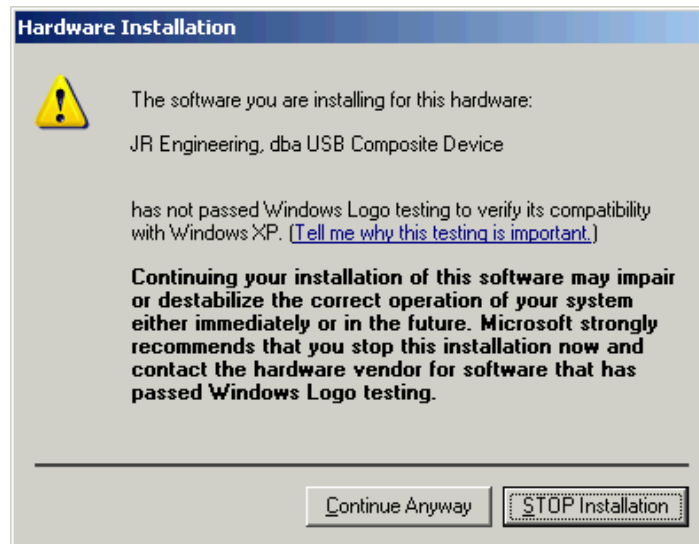 Hardware Installation
The software you are installing for this hardware:
JR Engineering, dba USB Composite Device
has not passed Windows Logo testing to verify its compatibility
with Windows XP. (Tell me why this testing is important.)
Continuing your installation of this software may impair
or destabilize the correct operation of your system
either immediately or in the future. Microsoft strongly
recommends that you stop this installation now and
contact the hardware vendor for software that has
passed Windows Logo testing.
Continue Anyway
STOP Installation